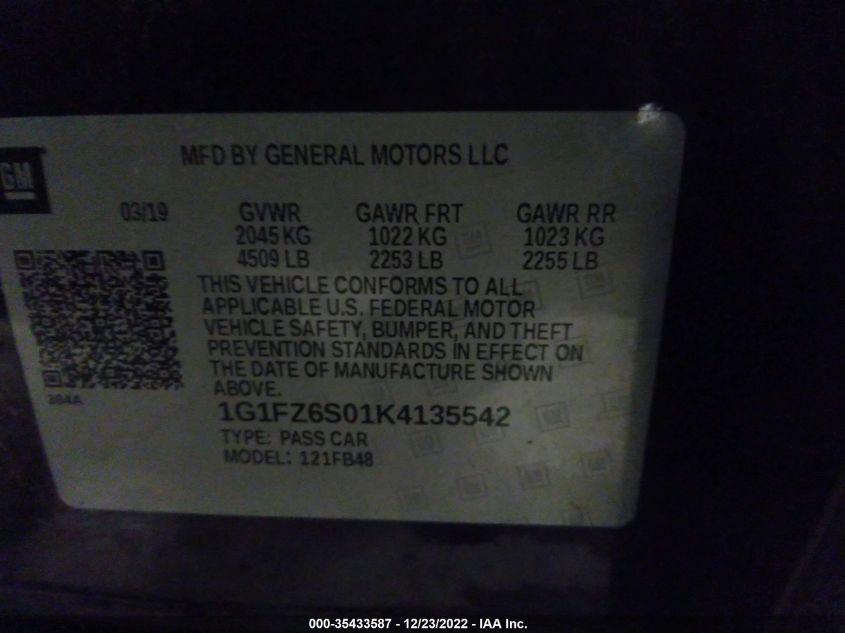 GM
MFD BY GENERAL MOTORS LLC
03/19 GVWR GAWR FRT GAWR RR
2045 KG 1022 KG 1023 KG
4509 LB 2253 LB 2255 LB
THIS VEHICLE CONFORMS TO ALL
APPLICABLE U.S. FEDERAL MOTOR
VEHICLE SAFETY, BUMPER, AND THEFT
PREVENTION STANDARDS IN EFFECT ON
THE DATE OF MANUFACTURE SHOWN
ABOVE.
1G1FZ6S01K4135542
TYPE: PASS CAR
MODEL: 121FB48
000-35433587 - 12/23/2022 - IAA Inc.